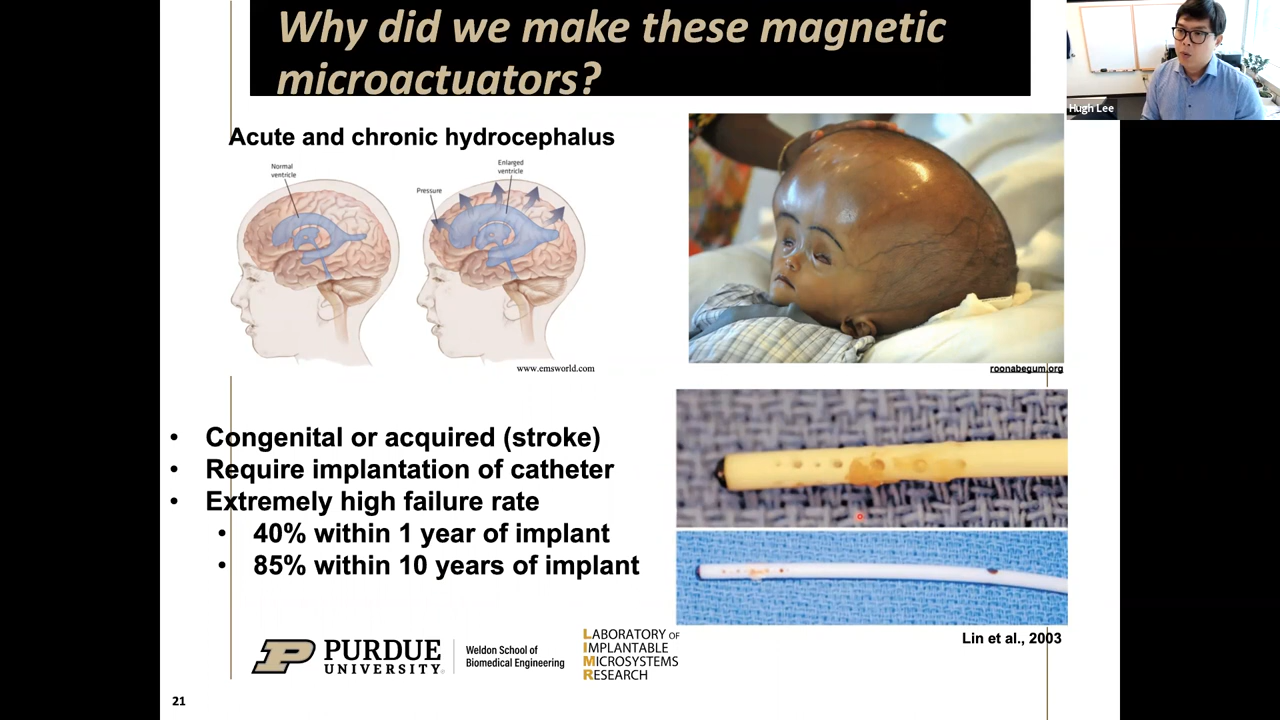 Why did we make these magnetic
microactuators?
Hugh Lee
Acute and chronic hydrocephalus
Normal
ventricle
Enlarged
ventricle
Pressure
www.emsworld.com
roonabegum.org
• Congenital or acquired (stroke)
• Require implantation of catheter
• Extremely high failure rate
• 40% within 1 year of implant
• 85% within 10 years of implant
Lin et al., 2003
P PURDUE
UNIVERSITY
Weldon School of
Biomedical Engineering
LABORATORY OF
IMPLANTABLE
MICROSYSTEMS
RESEARCH
21